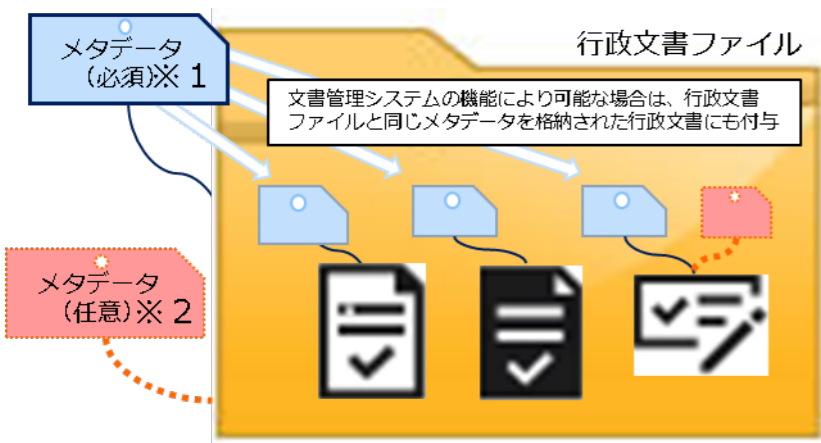 メタデータ
(必須)※1
行政文書ファイル
文書管理システムの機能により可能な場合は、行政文書
ファイルと同じメタデータを格納された行政文書にも付与
メタデータ
(任意)※2